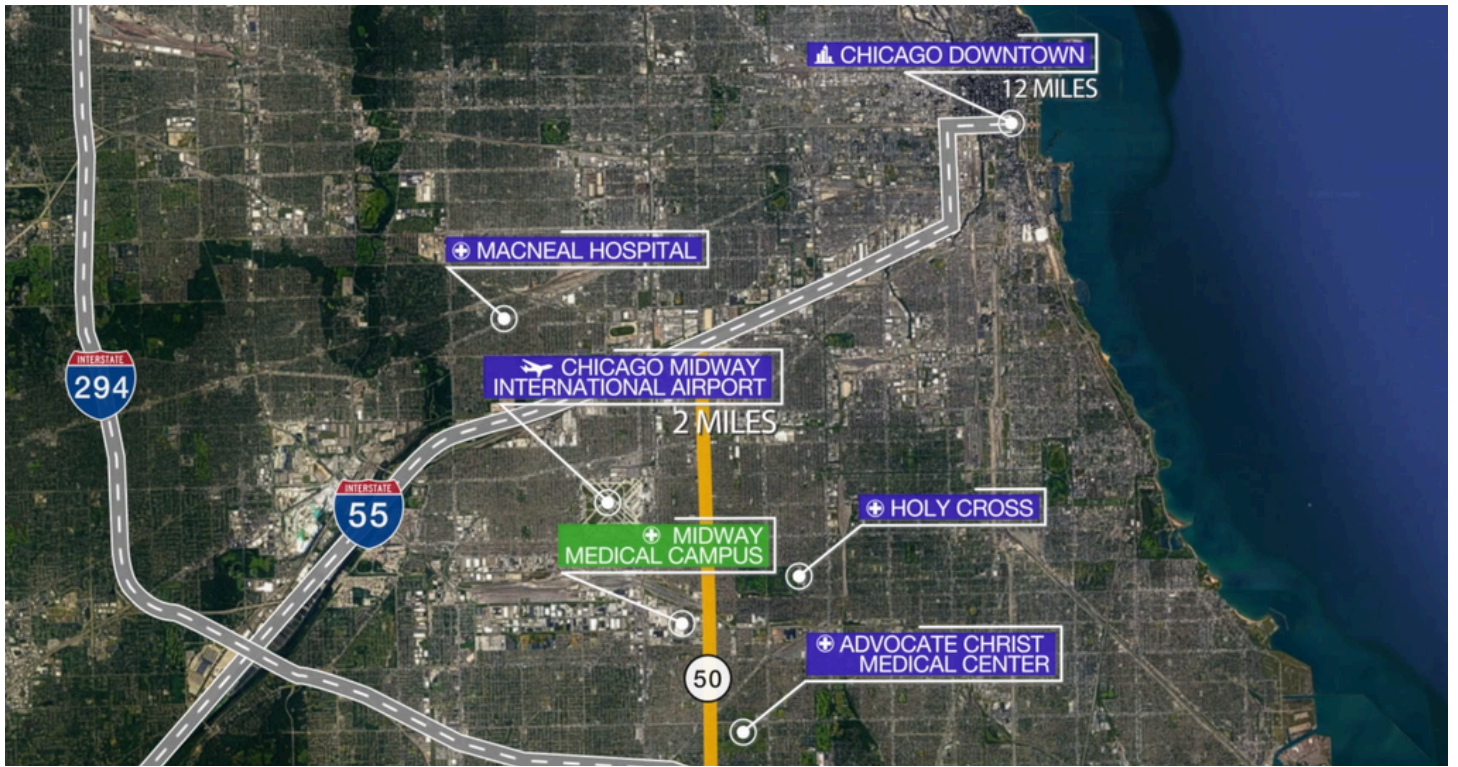 CHICAGO DOWNTOWN
12 MILES
MACNEAL HOSPITAL
CHICAGO MIDWAY
INTERNATIONAL AIRPORT
2 MILES
INTERSTATE
294
INTERSTATE
55
HOLY CROSS
MIDWAY
MEDICAL CAMPUS
ADVOCATE CHRIST
MEDICAL CENTER
50